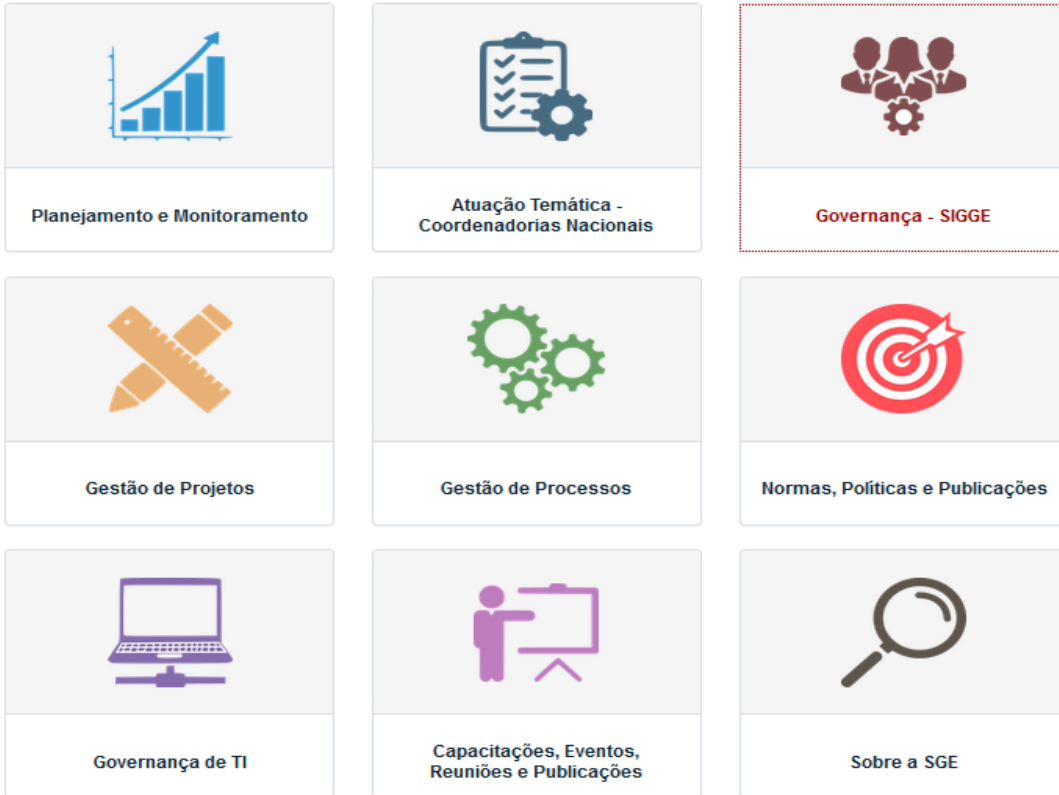 Planejamento e Monitoramento
Atuação Temática -
Coordenadorias Nacionais
Governança - SIGGE
Gestão de Projetos
Gestão de Processos
Normas, Políticas e Publicações
Governança de TI
Capacitações, Eventos,
Reuniões e Publicações
Sobre a SGE